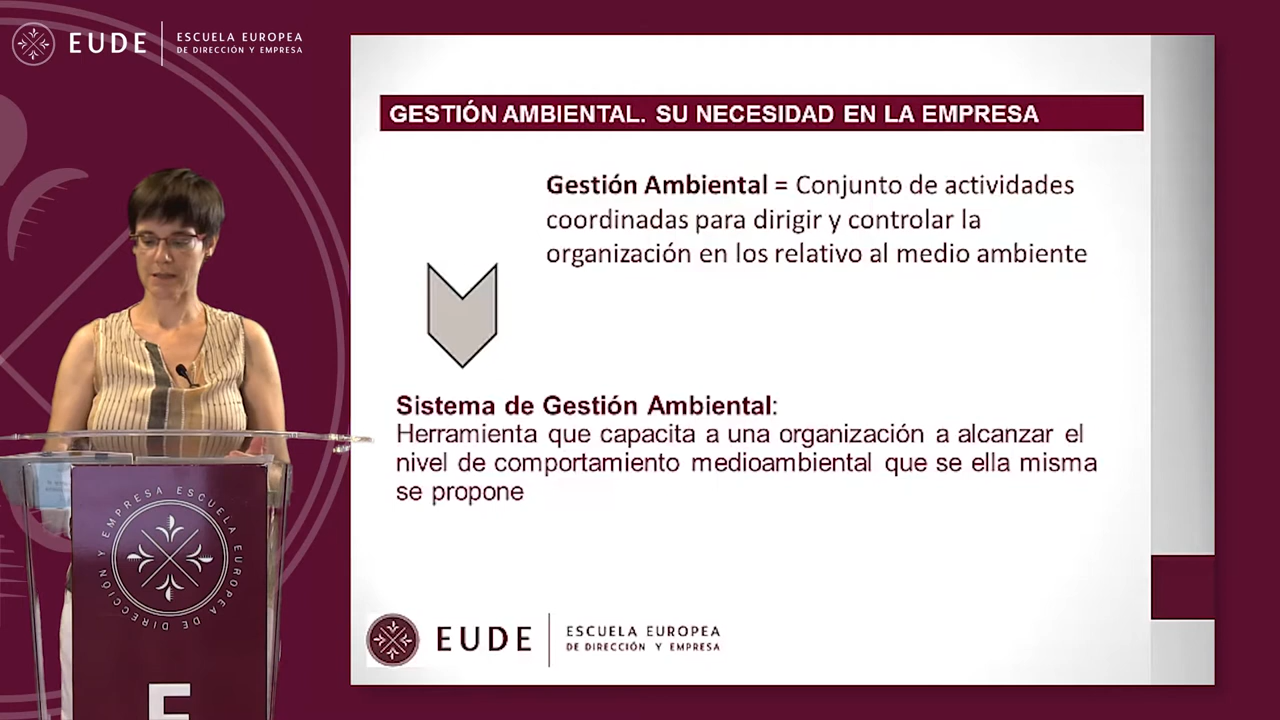 EUDE
ESCUELA EUROPEA
DE DIRECCIÓN Y EMPRESA
GESTIÓN AMBIENTAL. SU NECESIDAD EN LA EMPRESA
Gestión Ambiental = Conjunto de actividades
coordinadas para dirigir y controlar la
organización en los relativo al medio ambiente
Sistema de Gestión Ambiental:
Herramienta que capacita a una organización a alcanzar el
nivel de comportamiento medioambiental que se ella misma
se propone
EUDE
ESCUELA EUROPEA
DE DIRECCIÓN Y EMPRESA
ESCUELA EUROPEA DE DIRECCIÓN Y EMPRESA
E